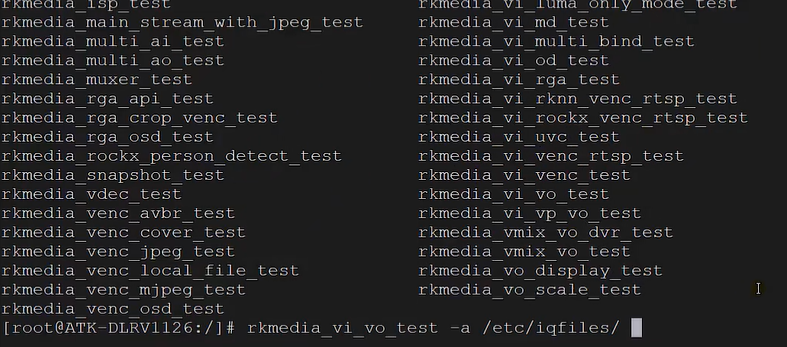 rkmedia_isp_test rkmedia_vi_luma_only_mode_test
rkmedia_main_stream_with_jpeg_test rkmedia_vi_md_test
rkmedia_multi_ai_test rkmedia_vi_multi_bind_test
rkmedia_multi_ao_test rkmedia_vi_od_test
rkmedia_muxer_test rkmedia_vi_rga_test
rkmedia_rga_api_test rkmedia_vi_rknn_venc_rtsp_test
rkmedia_rga_crop_venc_test rkmedia_vi_rockx_venc_rtsp_test
rkmedia_rga_osd_test rkmedia_vi_uvc_test
rkmedia_rockx_person_detect_test rkmedia_vi_venc_rtsp_test
rkmedia_snapshot_test rkmedia_vi_venc_test
rkmedia_vdec_test rkmedia_vi_vo_test
rkmedia_venc_avbr_test rkmedia_vi_vp_vo_test
rkmedia_venc_cover_test rkmedia_vmix_vo_dvr_test
rkmedia_venc_jpeg_test rkmedia_vmix_vo_test
rkmedia_venc_local_file_test rkmedia_vo_display_test
rkmedia_venc_mjpeg_test rkmedia_vo_scale_test
rkmedia_venc_osd_test
[root@ATK-DLRV1126:/]# rkmedia_vi_vo_test -a /etc/iqfiles/